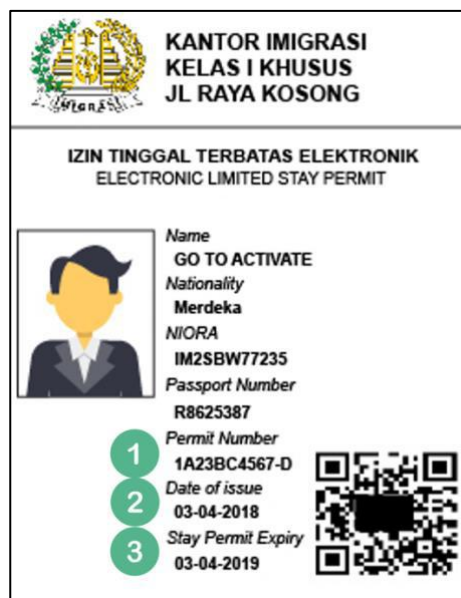 IMIGRASI
KANTOR IMIGRASI
KELAS I KHUSUS
JL RAYA KOSONG
IZIN TINGGAL TERBATAS ELEKTRONIK
ELECTRONIC LIMITED STAY PERMIT
Name
GO TO ACTIVATE
Nationality
Merdeka
NIORA
IM2SBW77235
Passport Number
R8625387
1 Permit Number
1A23BC4567-D
2 Date of issue
03-04-2018
3 Stay Permit Expiry
03-04-2019